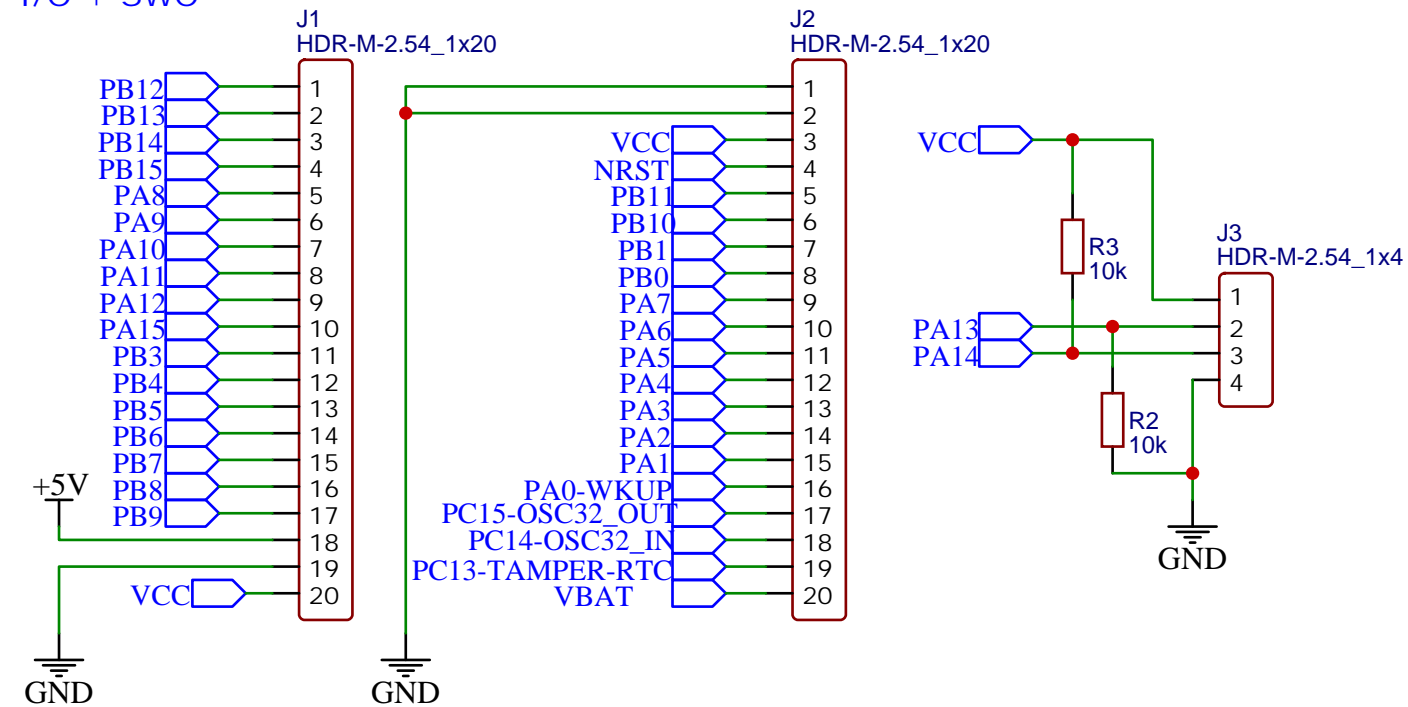 I/O + SWO
J1
HDR-M-2.54_1x20
PB12
1
PB13
2
PB14
3
PB15
4
PA8
5
PA9
6
PA10
7
PA11
8
PA12
9
PA15
10
PB3
11
PB4
12
PB5
13
PB6
14
PB7
15
PB8
16
PB9
17
+5V
18
19
VCC
20
GND
J2
HDR-M-2.54_1x20
1
2
VCC
3
NRST
4
PB11
5
PB10
6
PB1
7
PB0
8
PA7
9
PA6
10
PA5
11
PA4
12
PA3
13
PA2
14
PA1
15
PA0-WKUP
16
PC15-OSC32_OUT
17
PC14-OSC32_IN
18
PC13-TAMPER-RTC
19
VBAT
20
GND
VCC
R3
10k
J3
HDR-M-2.54_1x4
1
PA13
2
PA14
3
4
R2
10k
GND